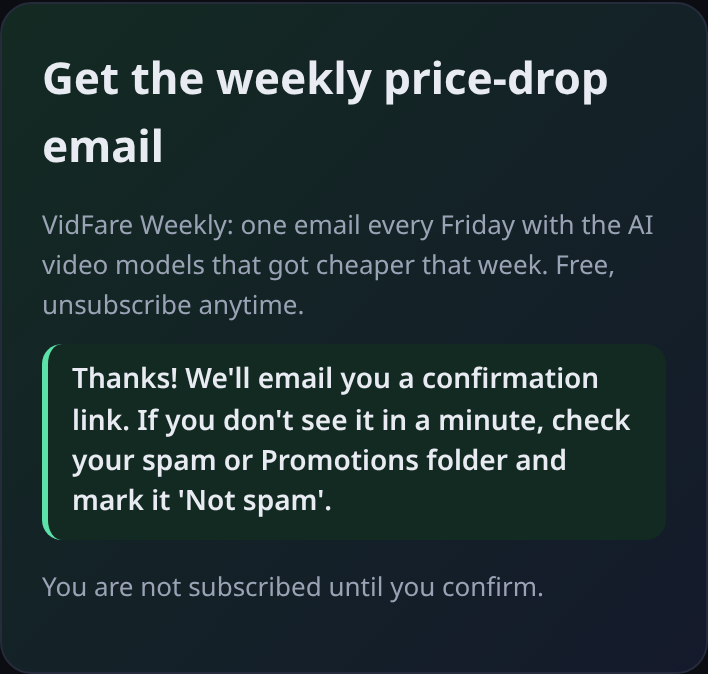 Get the weekly price-drop
email
VidFare Weekly: one email every Friday with the AI
video models that got cheaper that week. Free,
unsubscribe anytime.
Thanks! We'll email you a confirmation
link. If you don't see it in a minute, check
your spam or Promotions folder and
mark it 'Not spam'.
You are not subscribed until you confirm.